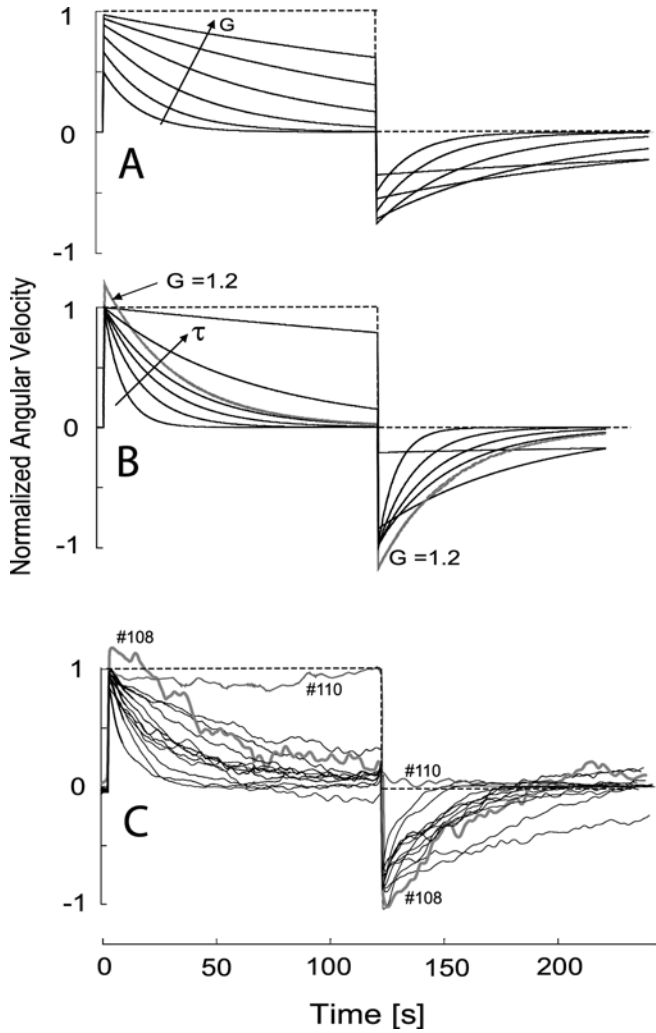 1
G
0
A
-1
G =1.2
1
τ
0
B
-1
G =1.2
Normalized Angular Velocity
#108
1
#110
#110
0
C
-1
#108
0 50 100 150 200
Time [s]